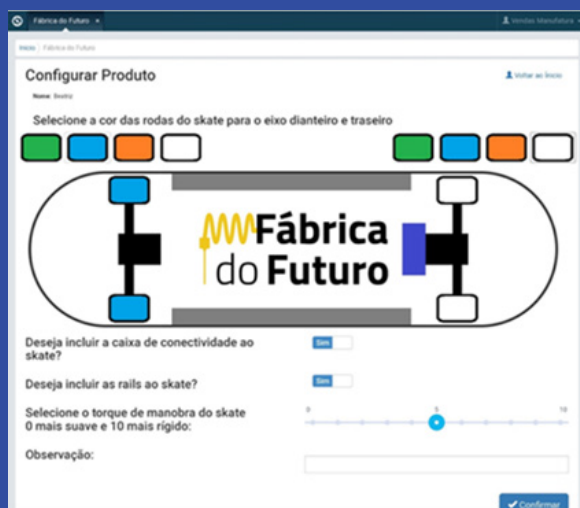 Fábrica do Futuro ×
Vendas Manufatura
Início Fábrica do Futuro
Configurar Produto
Voltar ao Início
Nome: Beatriz
Selecione a cor das rodas do skate para o eixo dianteiro e traseiro
Fábrica
do Futuro
Deseja incluir a caixa de conectividade ao
skate?
Sim
Deseja incluir as rails ao skate?
Sim
Selecione o torque de manobra do skate
0 mais suave e 10 mais rígido:
0 5 10
Observação:
Confirmar